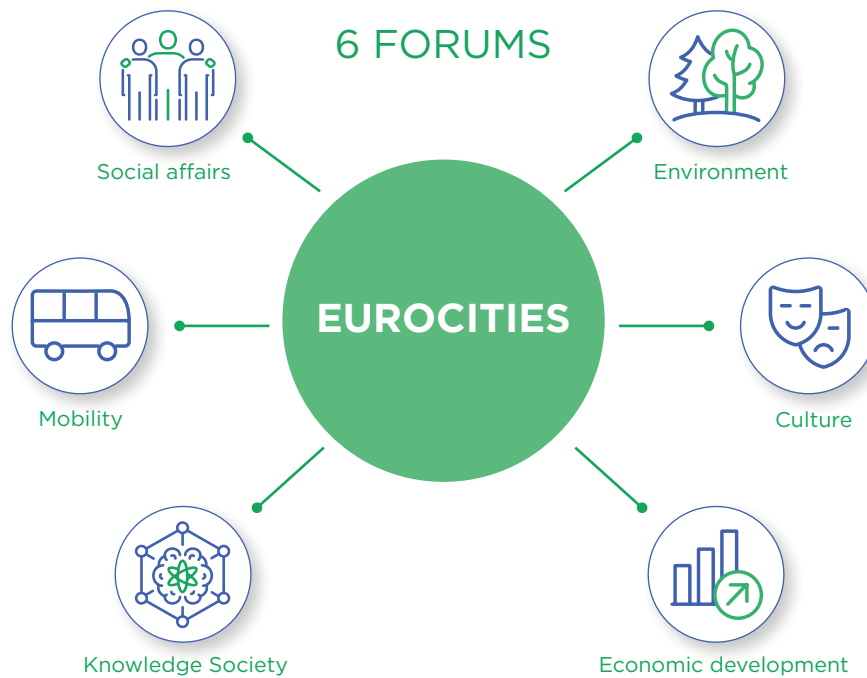 6 FORUMS
Social affairs
Environment
EUROCITIES
Mobility
Culture
Knowledge Society
Economic development